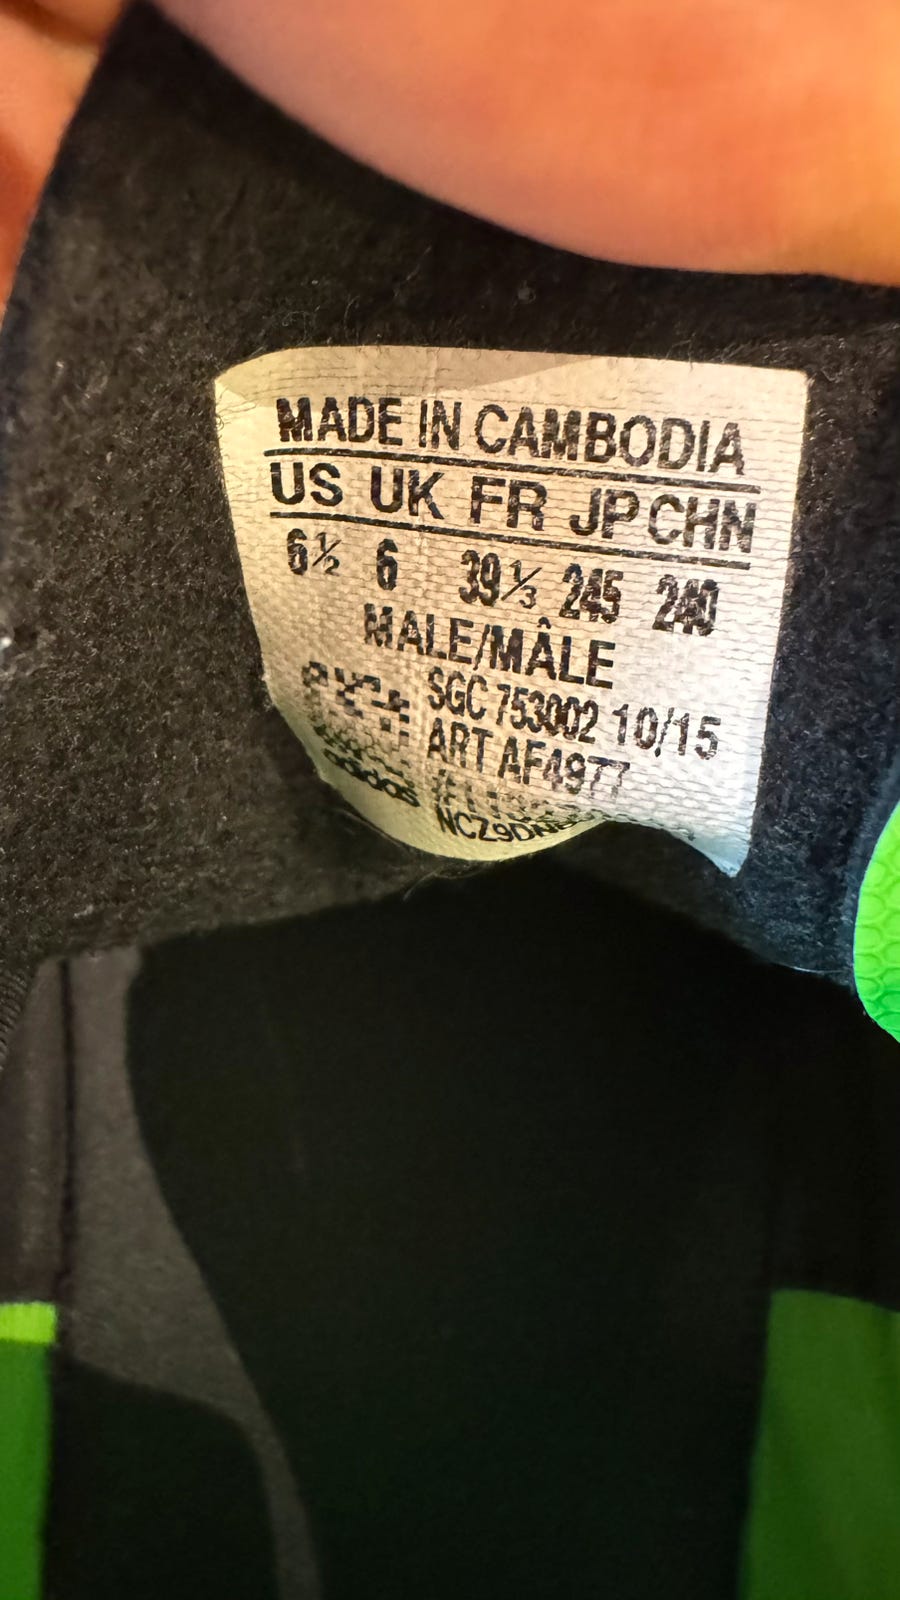 MADE IN CAMBODIA
US UK FR JP CHN
6½ 6 39⅓ 245 240
MALE/MÂLE
SGC 753002 10/15
ART AF4977
adidas